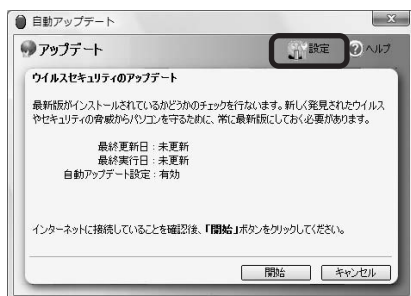 自動アップデート
アップデート
設定
ヘルプ
ウイルスセキュリティのアップデート
最新版がインストールされているかどうかのチェックを行ないます。新しく発見されたウイルス
やセキュリティの脅威からパソコンを守るために、常に最新版にしておく必要があります。
最終更新日:未更新
最終実行日:未更新
自動アップデート設定:有効
インターネットに接続していることを確認後、「開始」ボタンをクリックしてください。
開始
キャンセル